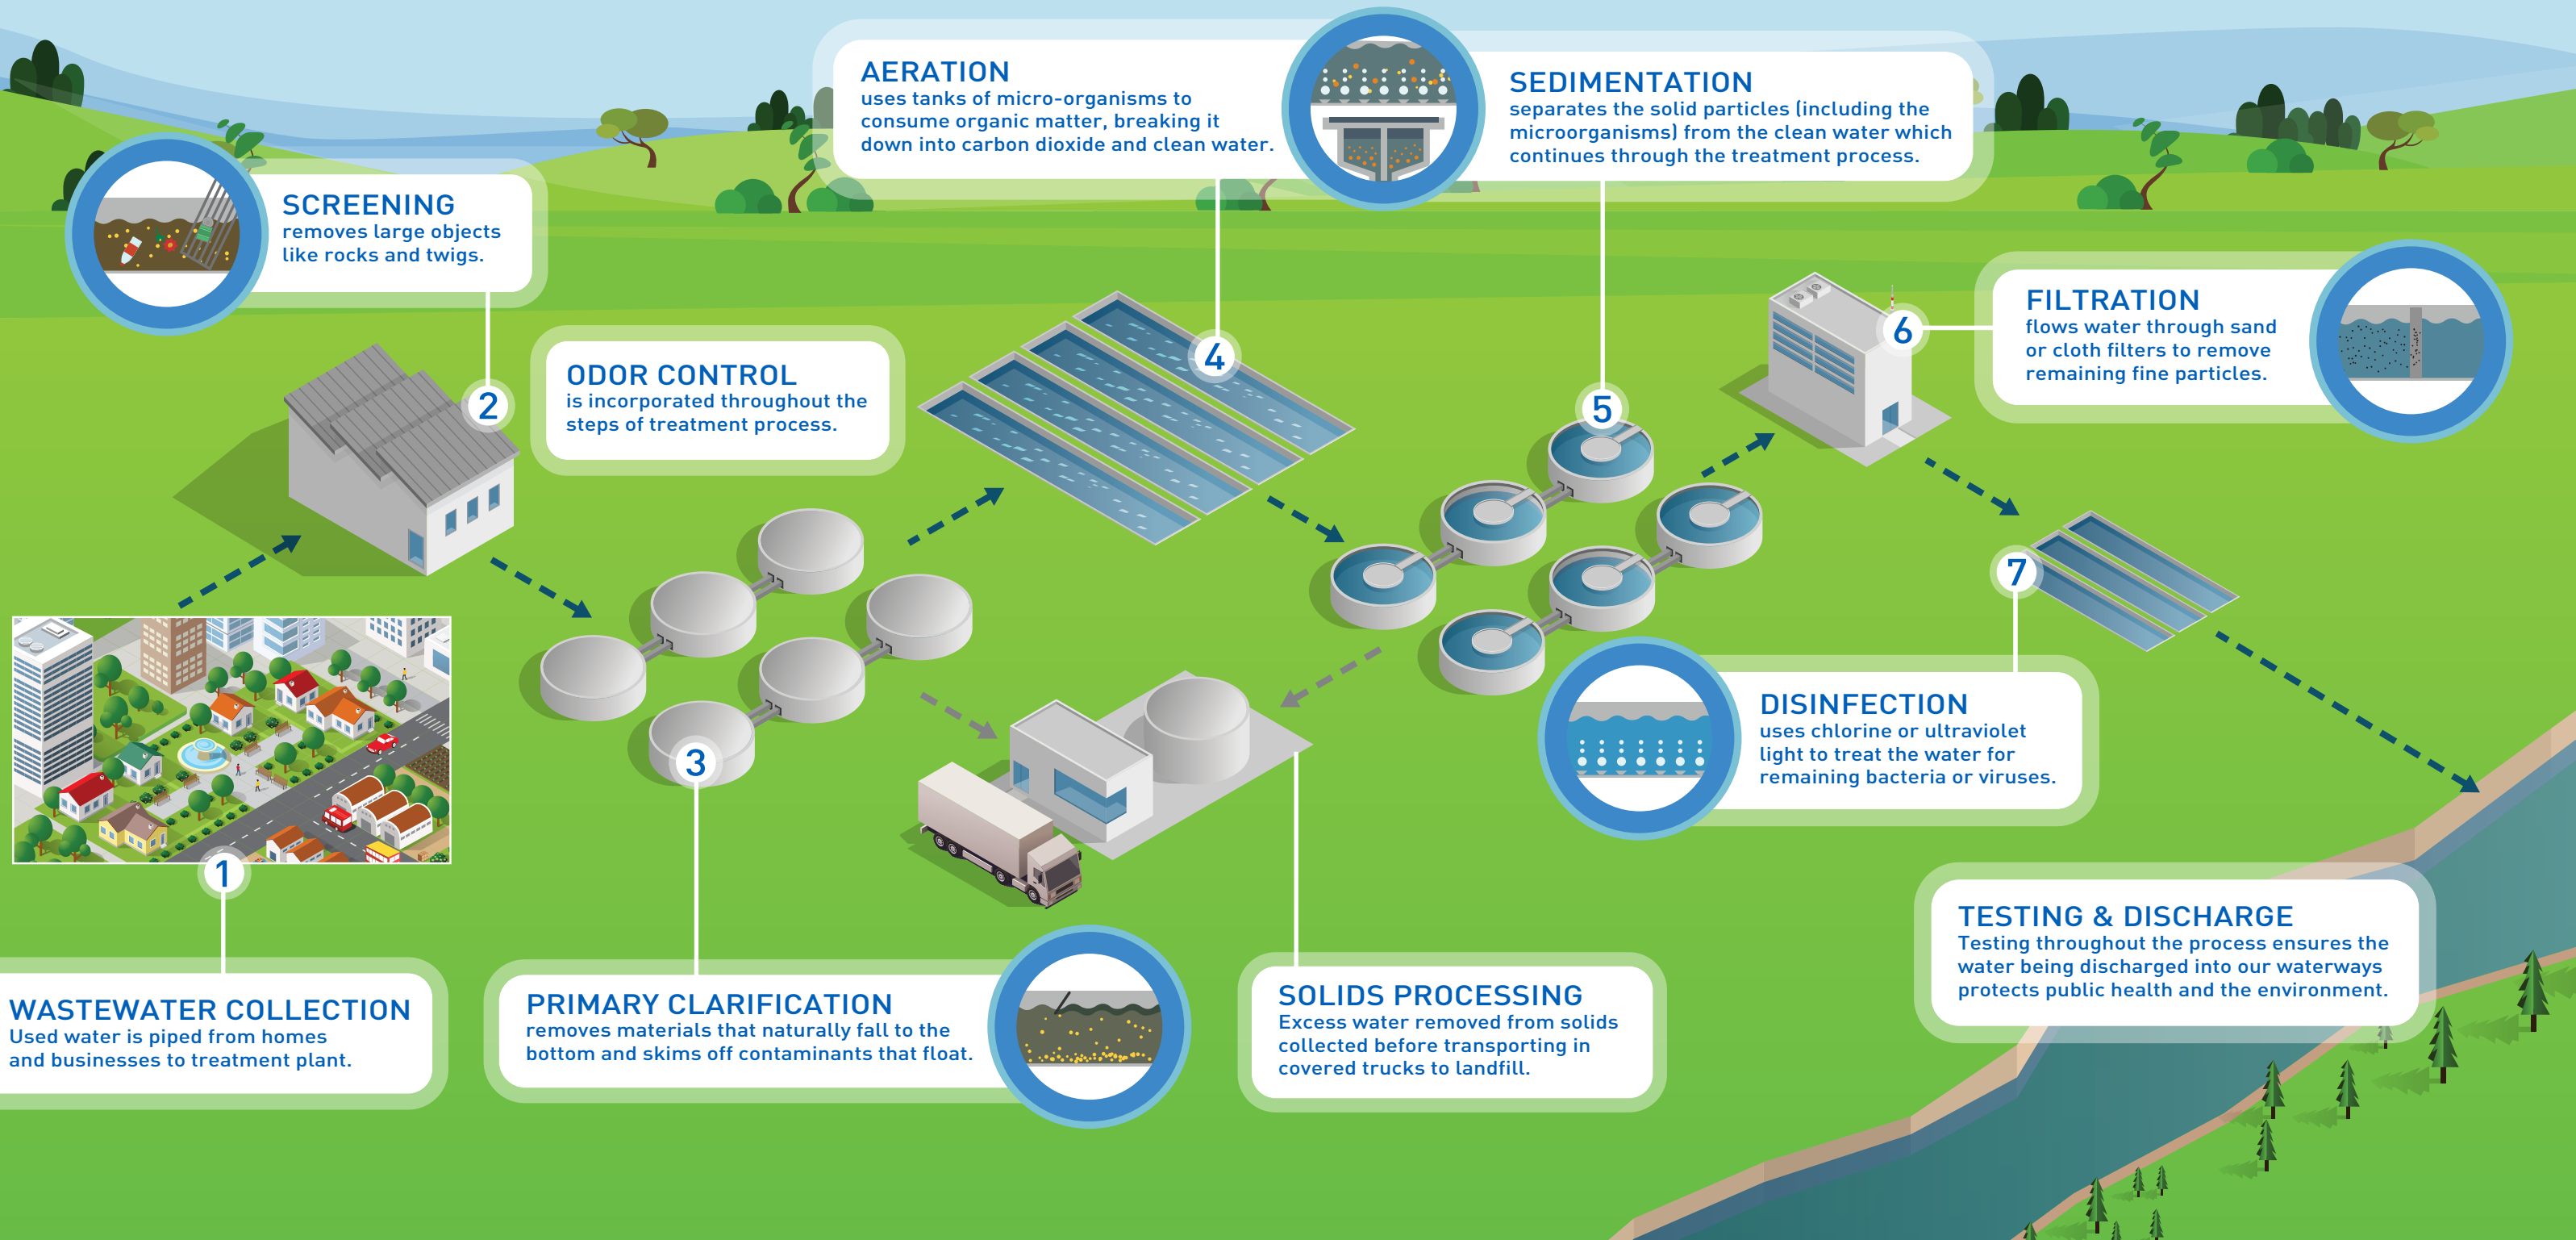 AERATION
uses tanks of micro-organisms to
consume organic matter, breaking it
down into carbon dioxide and clean water.
SEDIMENTATION
separates the solid particles (including the
microorganisms) from the clean water which
continues through the treatment process.
SCREENING
removes large objects
like rocks and twigs.
FILTRATION
flows water through sand
or cloth filters to remove
remaining fine particles.
ODOR CONTROL
is incorporated throughout the
steps of treatment process.
6
4
2
5
7
DISINFECTION
uses chlorine or ultraviolet
light to treat the water for
remaining bacteria or viruses.
3
1
TESTING & DISCHARGE
Testing throughout the process ensures the
water being discharged into our waterways
protects public health and the environment.
WASTEWATER COLLECTION
Used water is piped from homes
and businesses to treatment plant.
PRIMARY CLARIFICATION
removes materials that naturally fall to the
bottom and skims off contaminants that float.
SOLIDS PROCESSING
Excess water removed from solids
collected before transporting in
covered trucks to landfill.